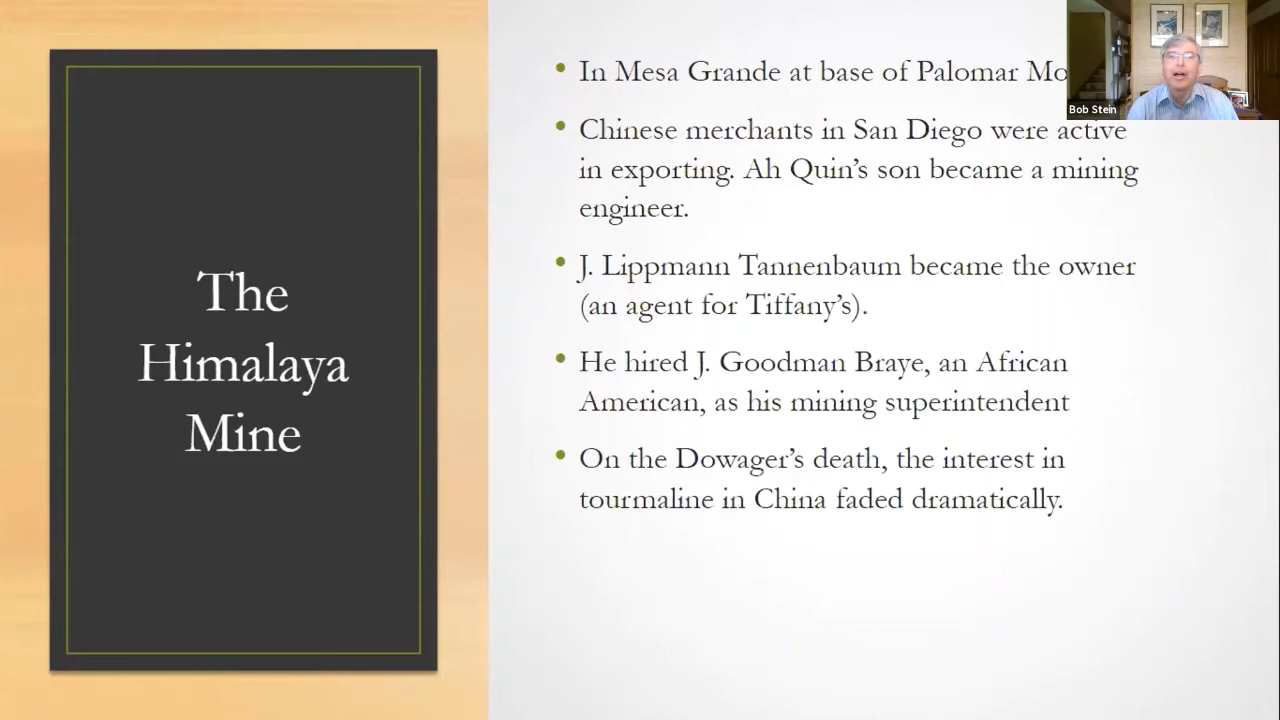 The
Himalaya
Mine
In Mesa Grande at base of Palomar
Chinese merchants in San Diego were active
in exporting. Ah Quin's son became a mining
engineer.
J. Lippmann Tannenbaum became the owner
(an agent for Tiffany's).
He hired J. Goodman Braye, an African
American, as his mining superintendent
On the Dowager's death, the interest in
tourmaline in China faded dramatically.
Bob Stein